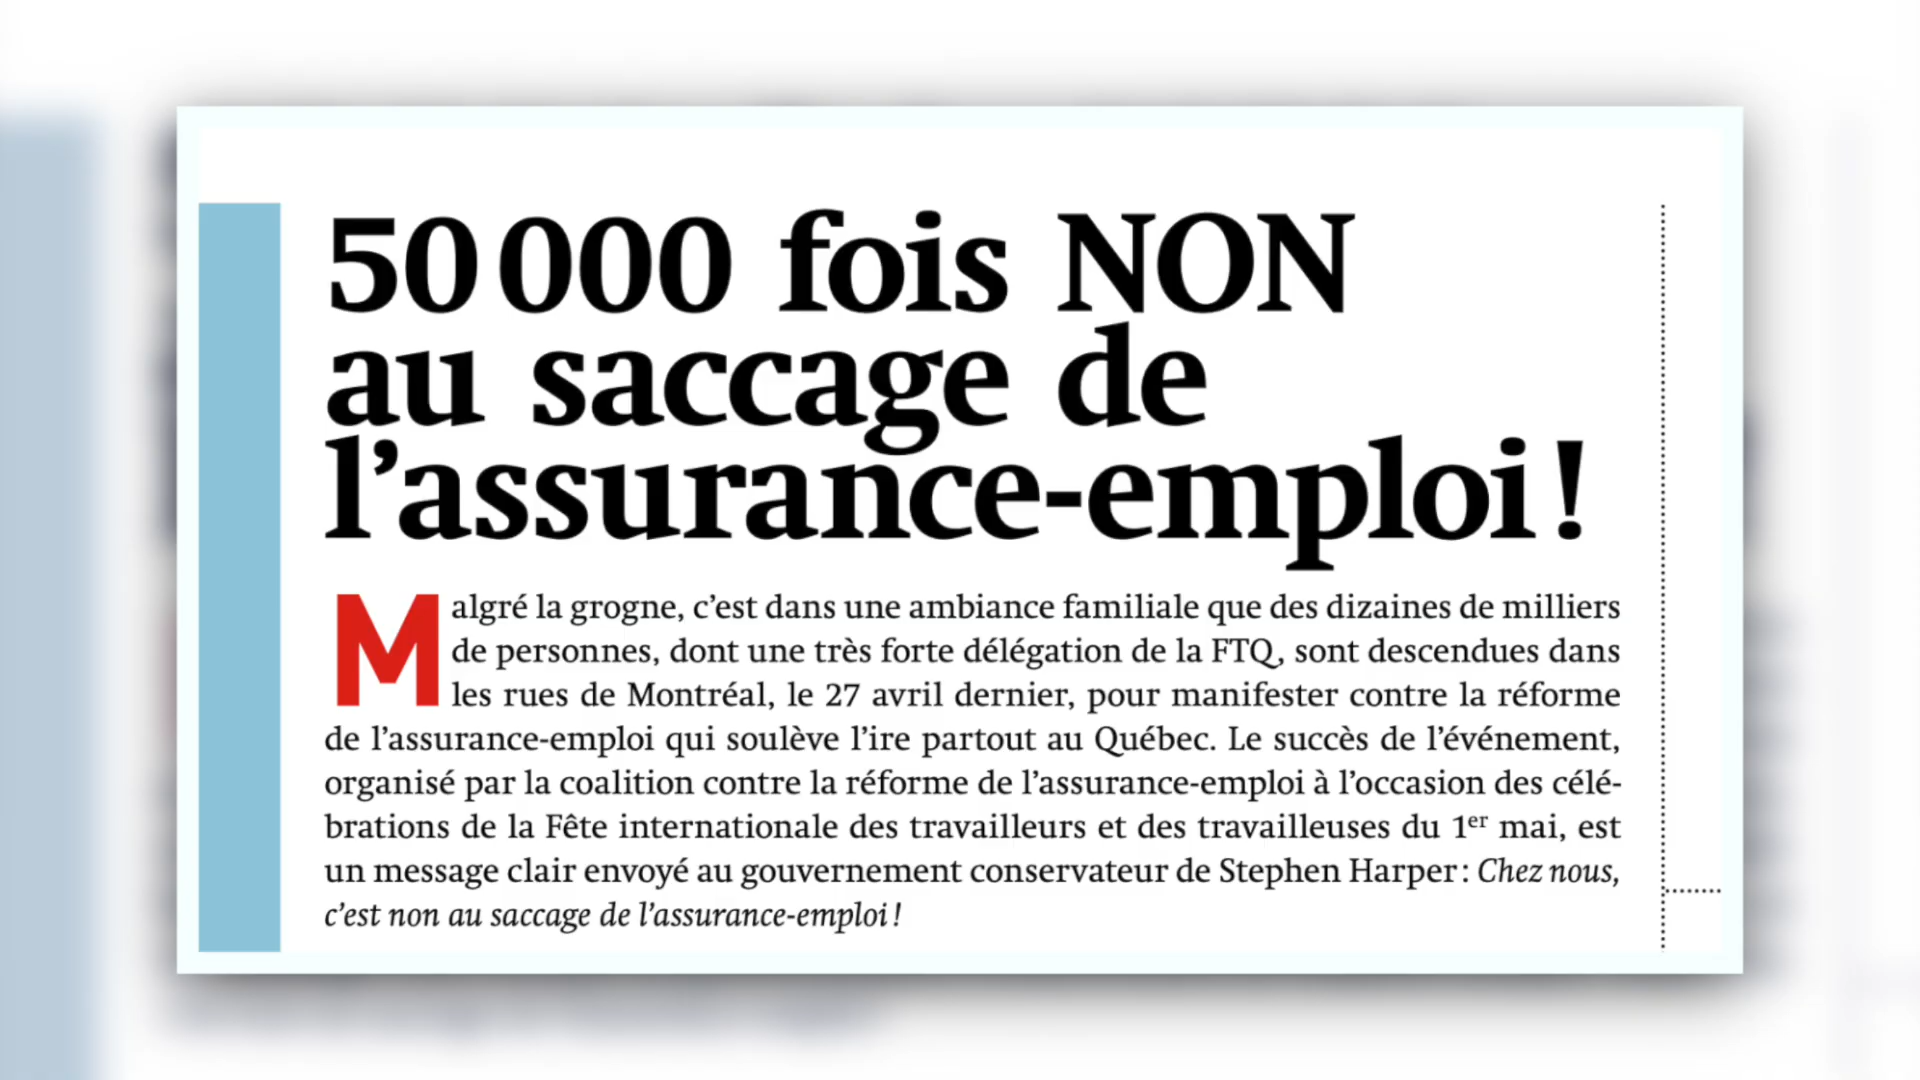 50 000 fois NON
au saccage de
l’assurance-emploi !
Malgré la grogne, c’est dans une ambiance familiale que des dizaines de milliers
de personnes, dont une très forte délégation de la FTQ, sont descendues dans
les rues de Montréal, le 27 avril dernier, pour manifester contre la réforme
de l’assurance-emploi qui soulève l’ire partout au Québec. Le succès de l’événement,
organisé par la coalition contre la réforme de l’assurance-emploi à l’occasion des célé-
brations de la Fête internationale des travailleurs et des travailleuses du 1er mai, est
un message clair envoyé au gouvernement conservateur de Stephen Harper : Chez nous,
c’est non au saccage de l’assurance-emploi !